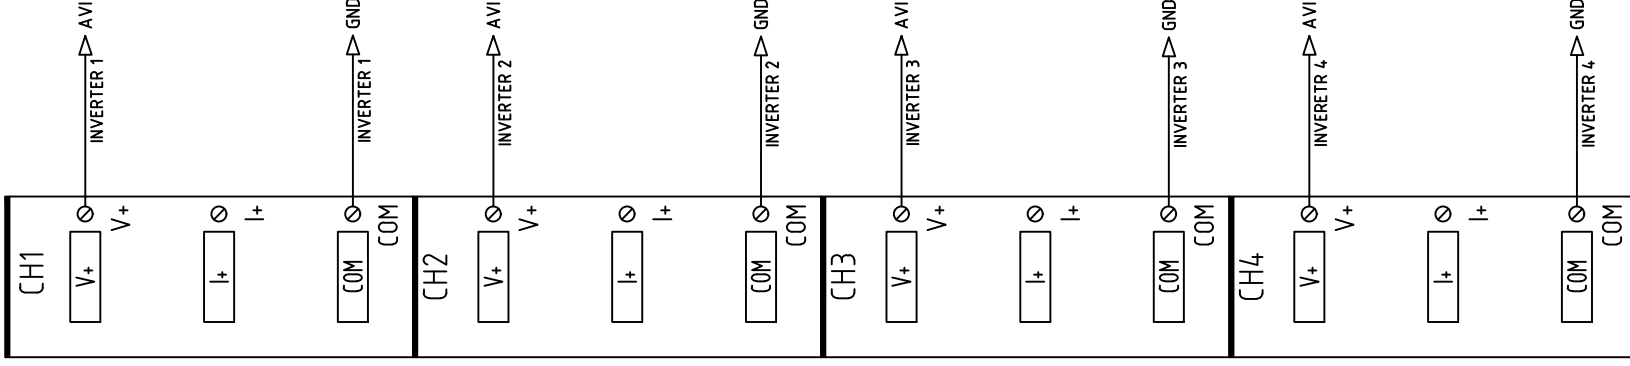 AVI
GND
AVI
GND
AVI
GND
AVI
GND
INVERTER 1
INVERTER 1
INVERTER 2
INVERTER 2
INVERTER 3
INVERTER 3
INVERETR 4
INVERTER 4
CH1
V+
I+
COM
CH2
V+
I+
COM
CH3
V+
I+
COM
CH4
V+
I+
COM
V+
I+
COM
V+
I+
COM
V+
I+
COM
V+
I+
COM